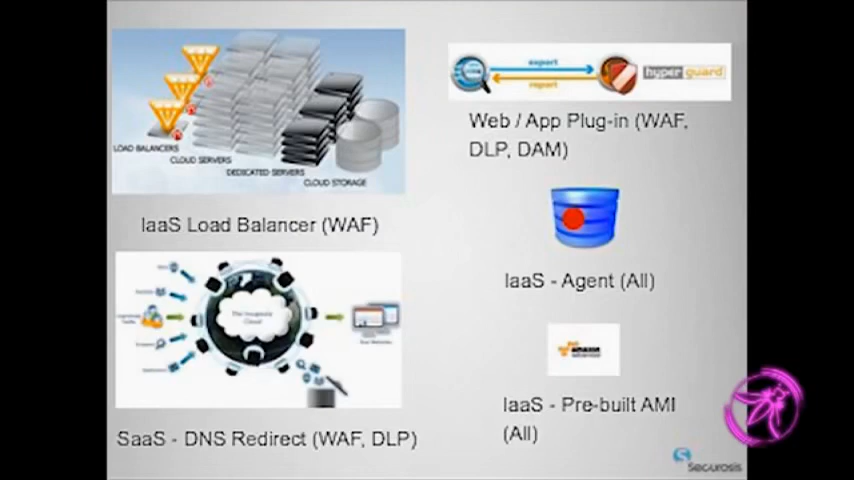 LOAD BALANCERS
CLOUD SERVERS
DEDICATED SERVERS
CLOUD STORAGE
IaaS Load Balancer (WAF)
The Incapsula
Cloud
SaaS - DNS Redirect (WAF, DLP)
export
report
hyperguard
Web / App Plug-in (WAF,
DLP, DAM)
IaaS - Agent (All)
amazon
IaaS - Pre-built AMI
(All)
Securosis